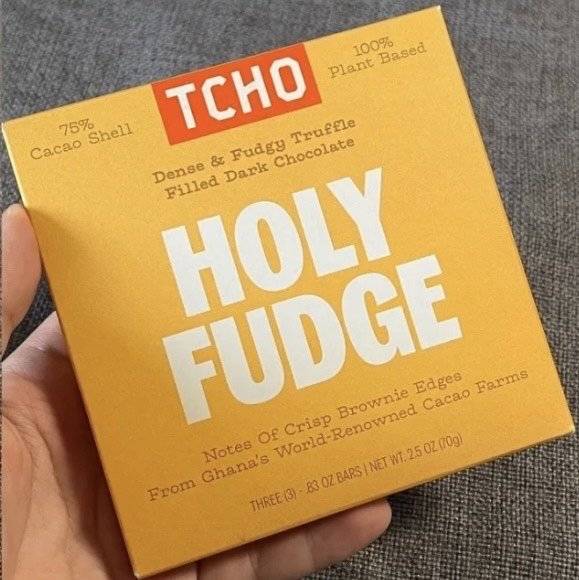 TCHO
75%
Cacao Shell
100%
Plant Based
Dense & Fudgy Truffle
Filled Dark Chocolate
HOLY
FUDGE
Notes Of Crisp Brownie Edges
From Ghana's World-Renowned Cacao Farms
THREE (3) - .83 OZ BARS | NET WT. 2.5 OZ (70g)